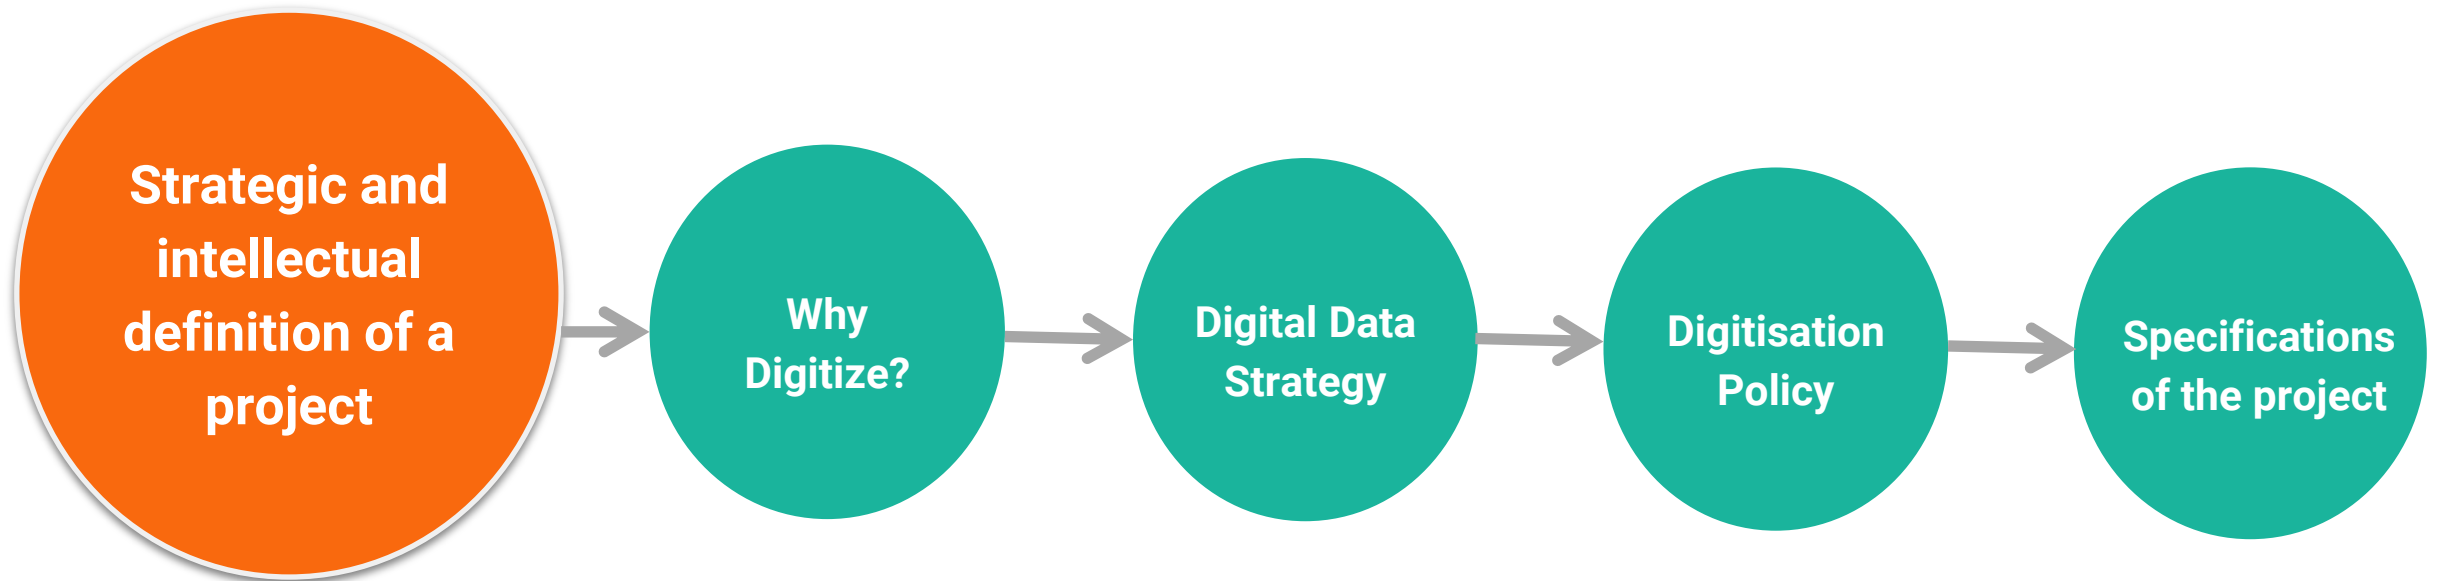 Strategic and
intellectual
definition of a
project
Why
Digitize?
Digital Data
Strategy
Digitisation
Policy
Specifications
of the project